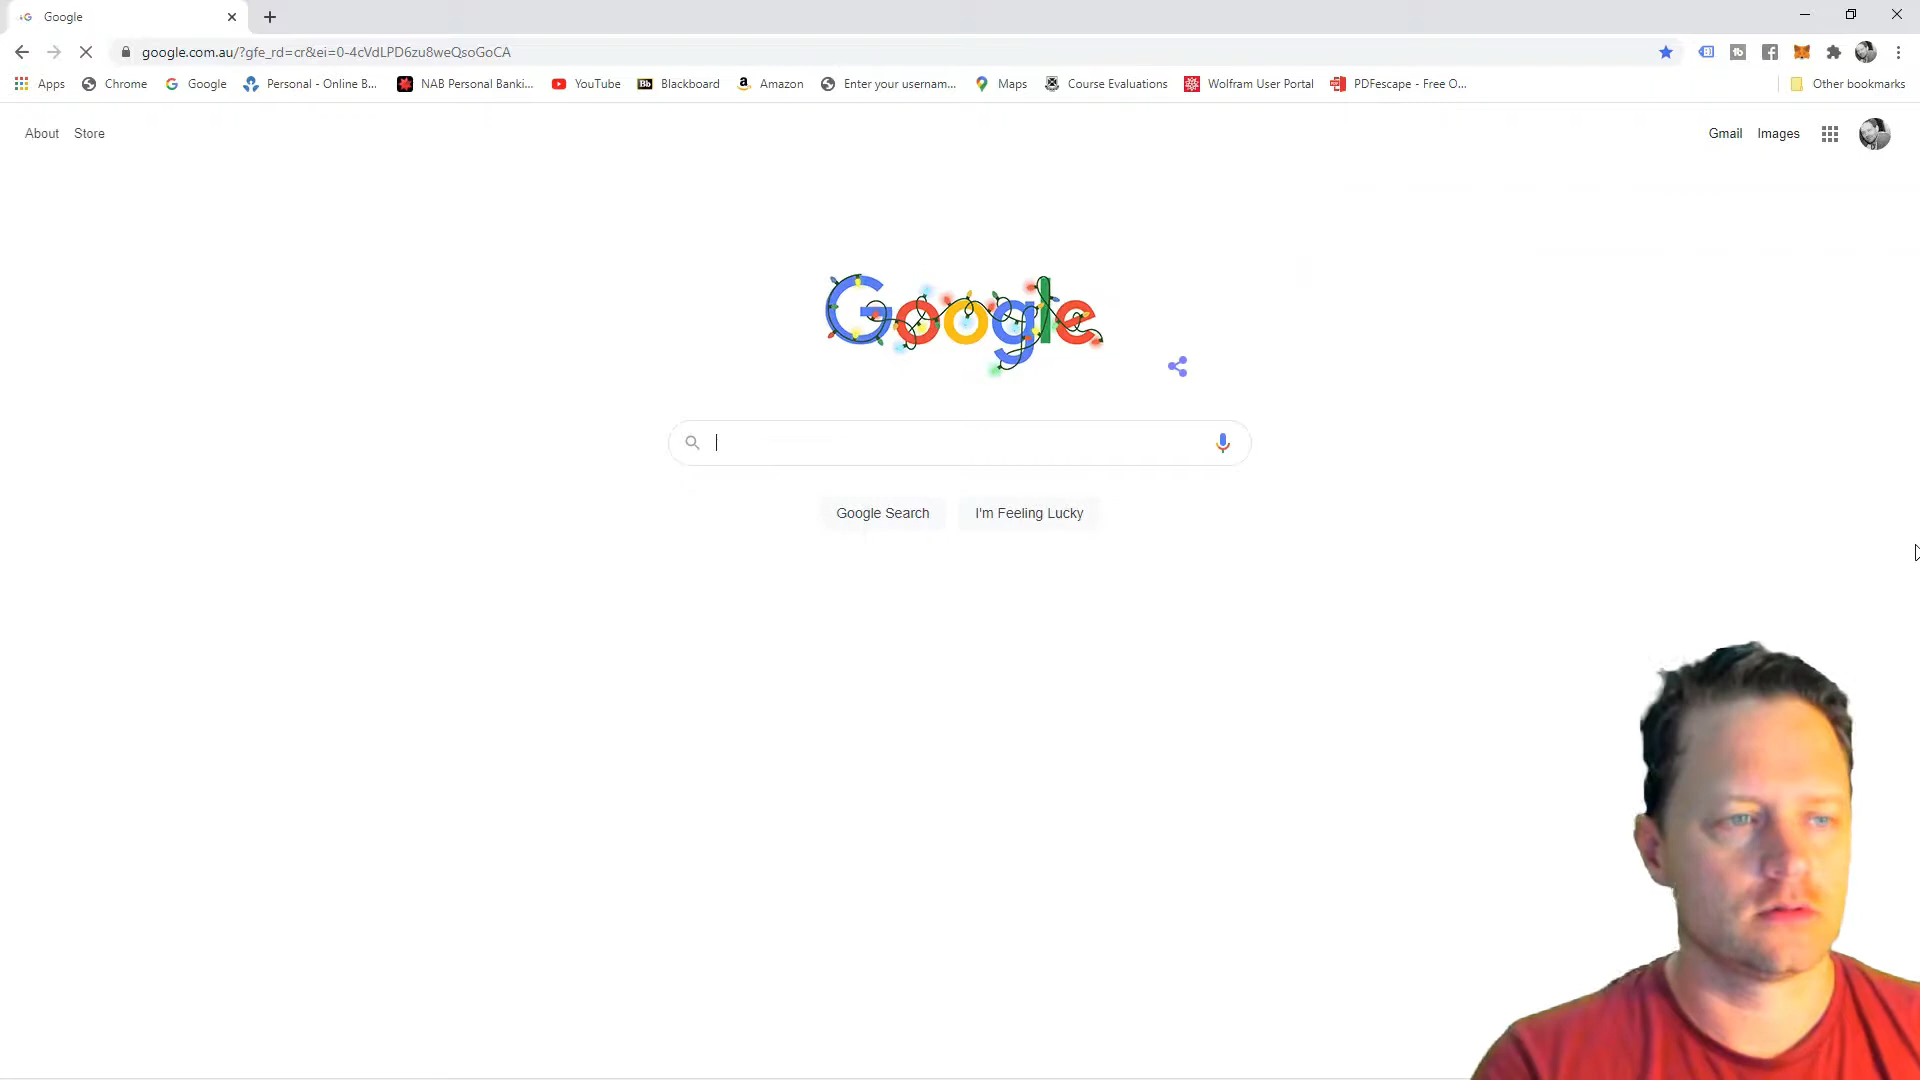 Google
google.com.au/?gfe_rd=cr&ei=0-4cVdLPD6zu8weQsoGoCA
Apps Chrome Google Personal - Online B... NAB Personal Banki... YouTube Bb Blackboard a Amazon Enter your usernam... Maps Course Evaluations Wolfram User Portal PDFescape - Free O... Other bookmarks
About Store Gmail Images
Google
Google Search I'm Feeling Lucky